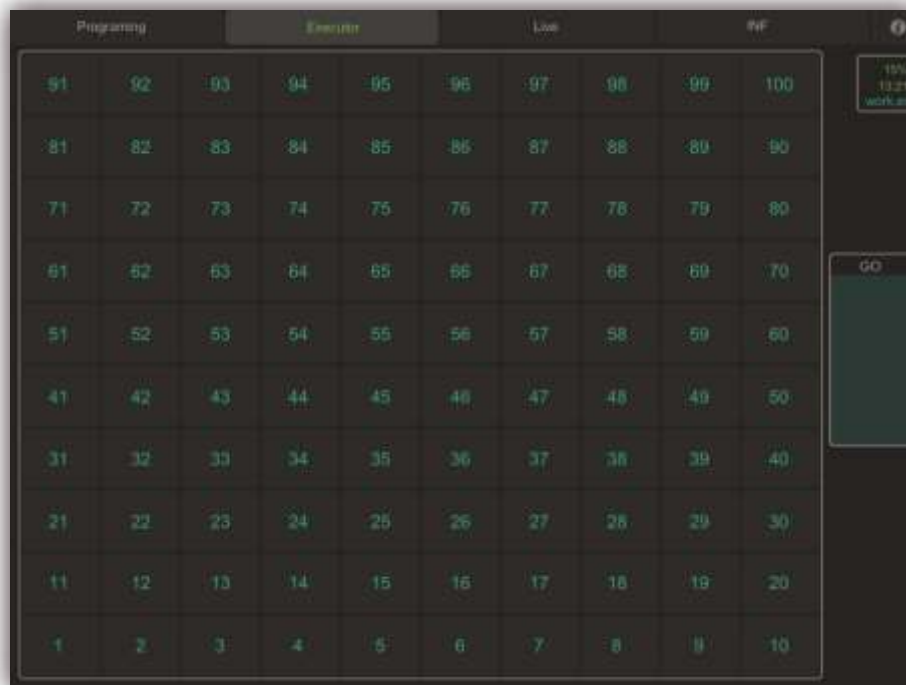 Programing Executor Live INF
91 92 93 94 95 96 97 98 99 100
15%
13:21
81 82 83 84 85 86 87 88 89 90
71 72 73 74 75 76 77 78 79 80
61 62 63 64 65 66 67 68 69 70
GO
51 52 53 54 55 56 57 58 59 60
41 42 43 44 45 46 47 48 49 50
31 32 33 34 35 36 37 38 39 40
21 22 23 24 25 26 27 28 29 30
11 12 13 14 15 16 17 18 19 20
1 2 3 4 5 6 7 8 9 10